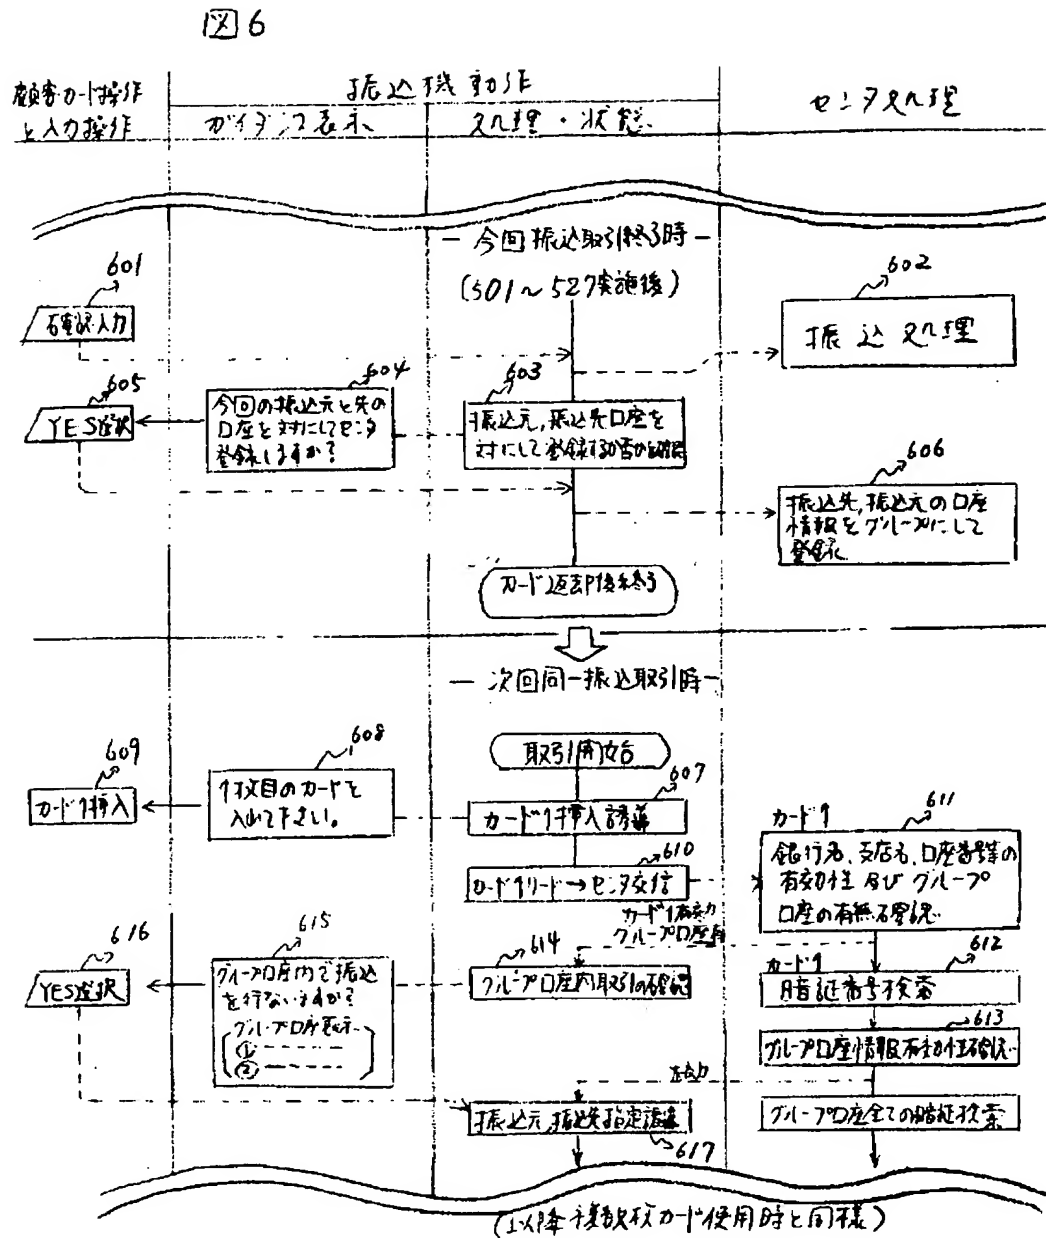 図6
顧客カード操作
と入力操作
振込機動作
ガイダンス表示
処理・状態
センタ処理
— 今回振込取引終了時 —
(501～527実施後)
601
確認入力
602
振込処理
603
振込元,振込先口座を
対にして登録するか否か確認
604
今回の振込元と先の
口座を対にしてセンタ
登録しますか?
605
YES選択
606
振込先,振込元の口座
情報をグループにして
登録
カード返却後終了
— 次回同一振込取引時 —
取引開始
607
カード1挿入誘導
608
1枚目のカードを
入れて下さい。
609
カード1挿入
610
カード1リード→センタ交信
611
カード1
銀行名、支店名、口座番号等の
有効性及びグループ
口座の有無確認
カード1有効
グループ口座有
612
カード1
暗証番号検索
613
グループ口座情報有効性確認
614
グループ口座内取引の確認
615
グループ口座内で振込
を行ないますか?
グループ口座表示
①------
②------
616
YES選択
有効
グループ口座全ての暗証検索
振込元,振込先指定誘導
617
(以降複数枚カード使用時と同様)